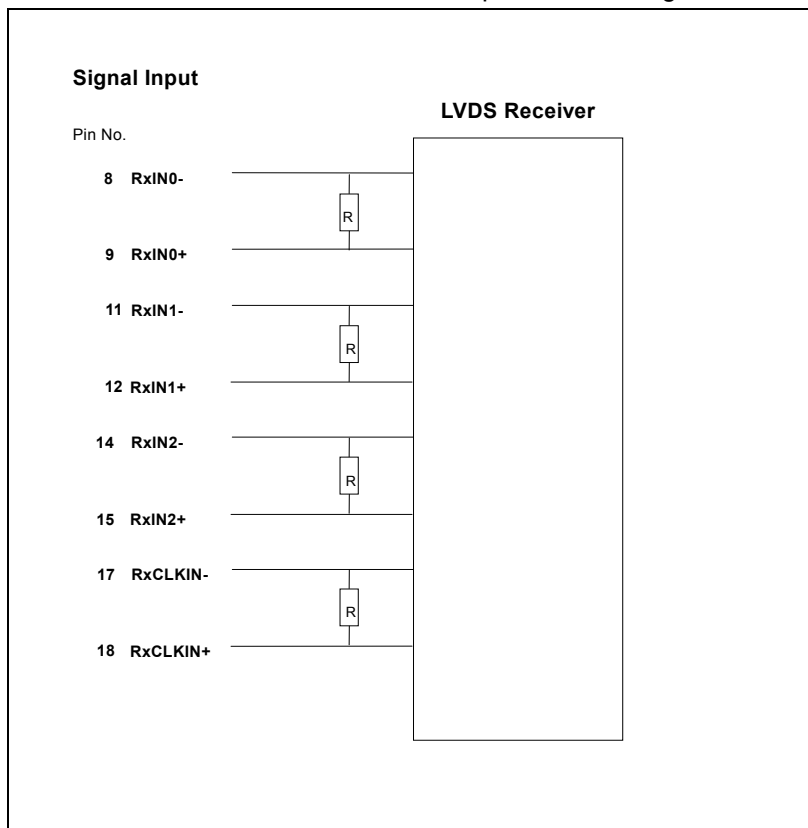 Signal Input
LVDS Receiver
Pin No.
8 RxIN0-
R
9 RxIN0+
11 RxIN1-
R
12 RxIN1+
14 RxIN2-
R
15 RxIN2+
17 RxCLKIN-
R
18 RxCLKIN+